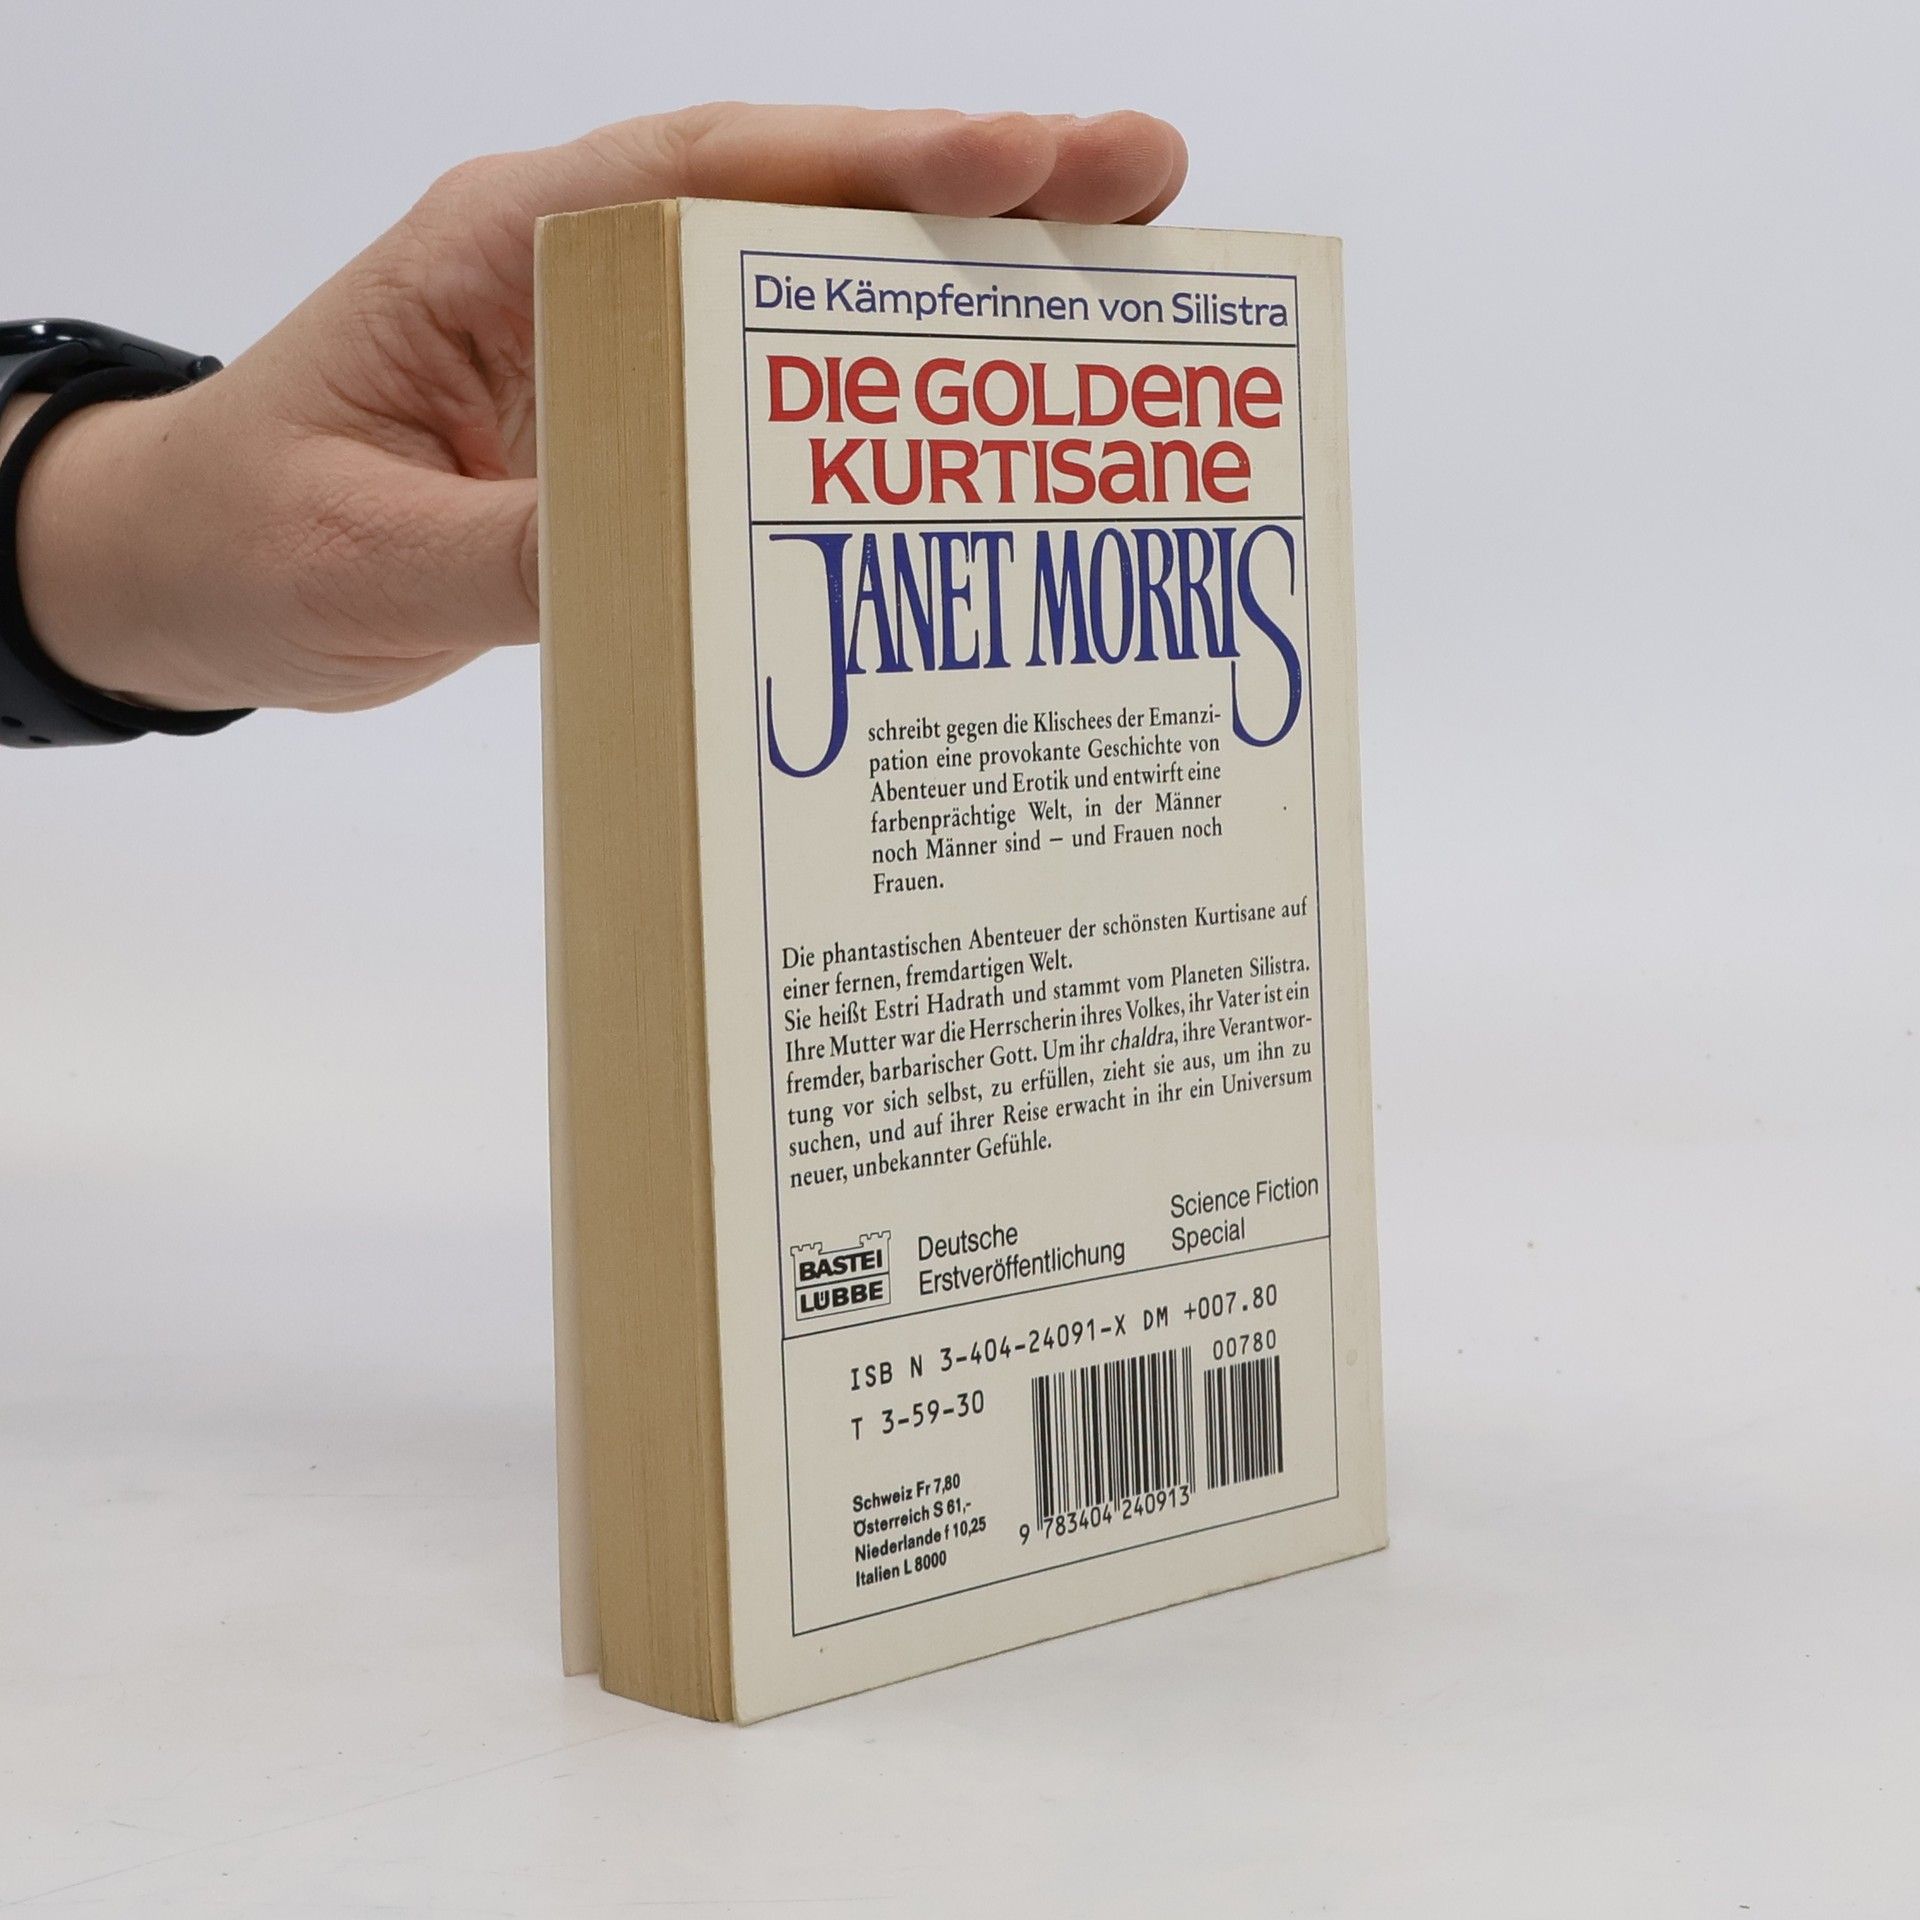 Die Kämpferinnen von Silistra
DIE GOLDENE
KURTISANE
JANET MORRIS
schreibt gegen die Klischees der Emanzi-
pation eine provokante Geschichte von
Abenteuer und Erotik und entwirft eine
farbenprächtige Welt, in der Männer
noch Männer sind – und Frauen noch
Frauen.
Die phantastischen Abenteuer der schönsten Kurtisane auf
einer fernen, fremdartigen Welt.
Sie heißt Estri Hadrath und stammt vom Planeten Silistra.
Ihre Mutter war die Herrscherin ihres Volkes, ihr Vater ist ein
fremder, barbarischer Gott. Um ihr chaldra, ihre Verantwor-
tung vor sich selbst, zu erfüllen, zieht sie aus, um ihn zu
suchen, und auf ihrer Reise erwacht in ihr ein Universum
neuer, unbekannter Gefühle.
BASTEI
LÜBBE
Deutsche
Erstveröffentlichung
Science Fiction
Special
ISB N 3-404-24091-X DM +007.80
T 3-59-30
00780
Schweiz Fr 7,80
Österreich S 61,-
Niederlande f 10,25
Italien L 8000
9 783404 240913